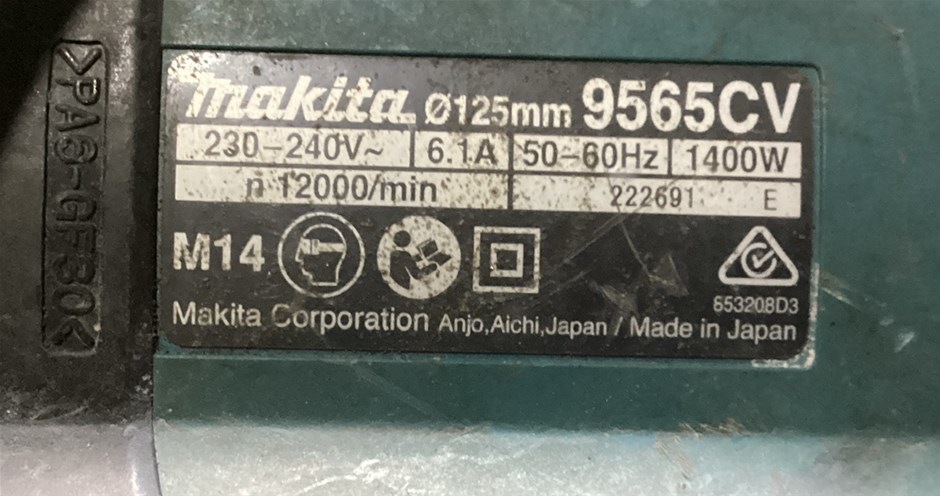 makita Ø125mm 9565CV
230-240V~ 6.1A 50-60Hz 1400W
n 12000/min 222691 E
M14
653208D3
Makita Corporation Anjo,Aichi,Japan / Made in Japan
>PA6-GF30<